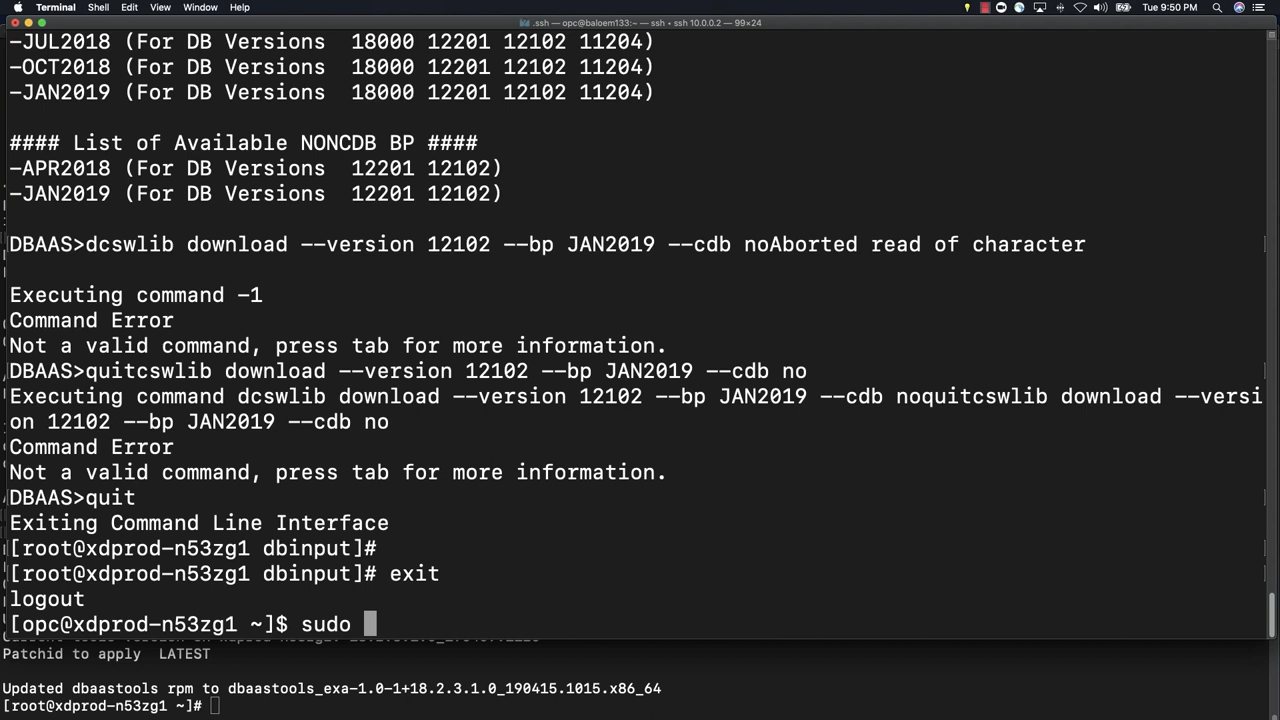 Terminal Shell Edit View Window Help Tue 9:50 PM
.ssh — opc@baloem133:~ — ssh • ssh 10.0.0.2 — 99×24
-JUL2018 (For DB Versions  18000 12201 12102 11204)
-OCT2018 (For DB Versions  18000 12201 12102 11204)
-JAN2019 (For DB Versions  18000 12201 12102 11204)
#### List of Available NONCDB BP ####
-APR2018 (For DB Versions  12201 12102)
-JAN2019 (For DB Versions  12201 12102)
DBAAS>dcswlib download --version 12102 --bp JAN2019 --cdb noAborted read of character
Executing command -1
Command Error
Not a valid command, press tab for more information.
DBAAS>quitcswlib download --version 12102 --bp JAN2019 --cdb no
Executing command dcswlib download --version 12102 --bp JAN2019 --cdb noquitcswlib download --versi
on 12102 --bp JAN2019 --cdb no
Command Error
Not a valid command, press tab for more information.
DBAAS>quit
Exiting Command Line Interface
[root@xdprod-n53zg1 dbinput]#
[root@xdprod-n53zg1 dbinput]# exit
logout
[opc@xdprod-n53zg1 ~]$ sudo
Patchid to apply  LATEST
Updated dbaastools rpm to dbaastools_exa-1.0-1+18.2.3.1.0_190415.1015.x86_64
[root@xdprod-n53zg1 ~]#